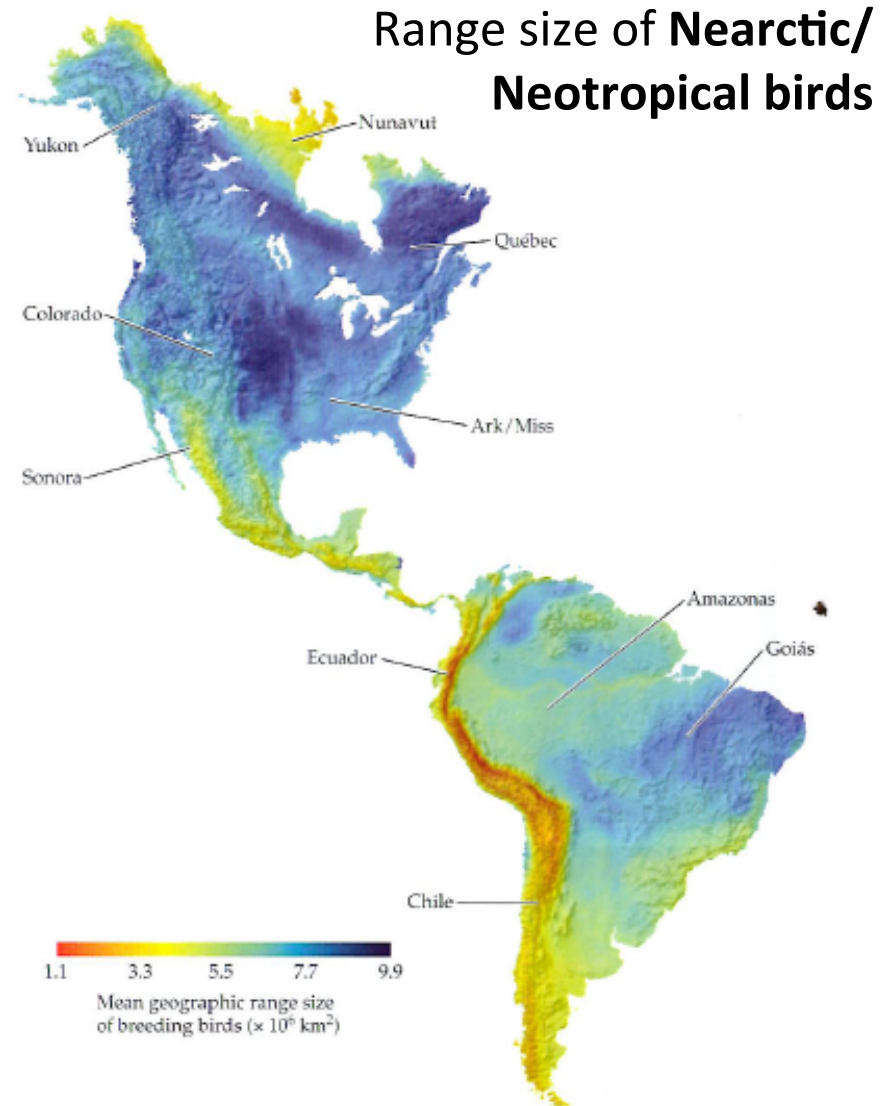 Range size of Nearctic/
Neotropical birds
Nunavut
Yukon
Québec
Colorado
Ark/Miss
Sonora
Amazonas
Goiás
Ecuador
Chile
1.1 3.3 5.5 7.7 9.9
Mean geographic range size
of breeding birds (× 10⁶ km²)